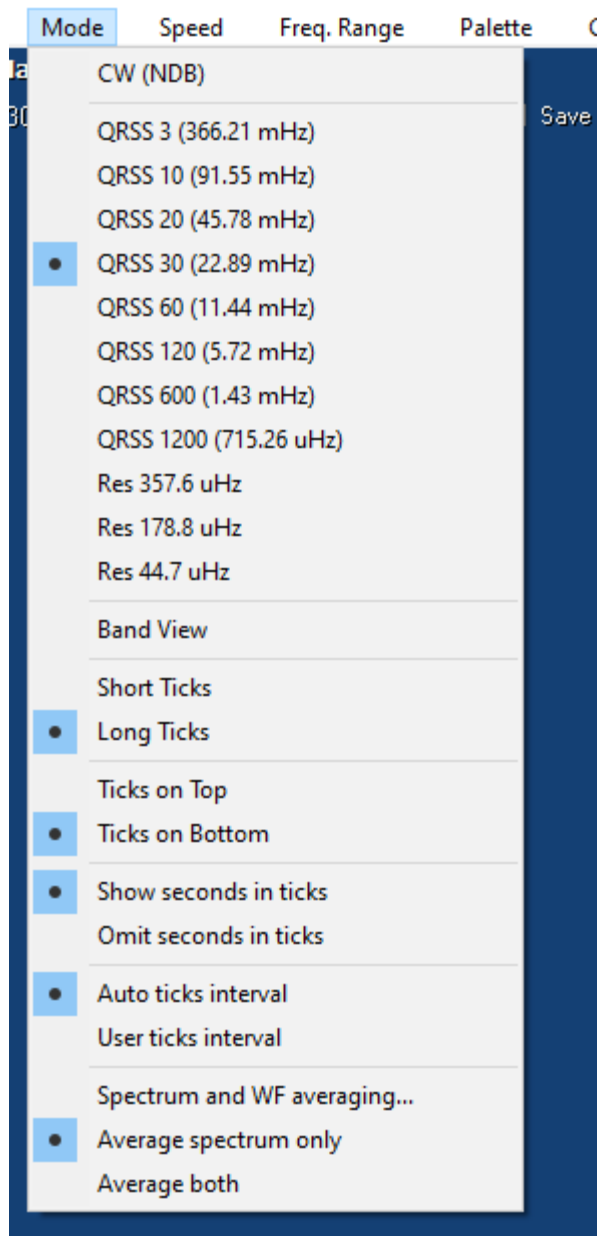 Mode Speed Freq. Range Palette
CW (NDB)
Save
QRSS 3 (366.21 mHz)
QRSS 10 (91.55 mHz)
QRSS 20 (45.78 mHz)
QRSS 30 (22.89 mHz)
QRSS 60 (11.44 mHz)
QRSS 120 (5.72 mHz)
QRSS 600 (1.43 mHz)
QRSS 1200 (715.26 uHz)
Res 357.6 uHz
Res 178.8 uHz
Res 44.7 uHz
Band View
Short Ticks
Long Ticks
Ticks on Top
Ticks on Bottom
Show seconds in ticks
Omit seconds in ticks
Auto ticks interval
User ticks interval
Spectrum and WF averaging...
Average spectrum only
Average both